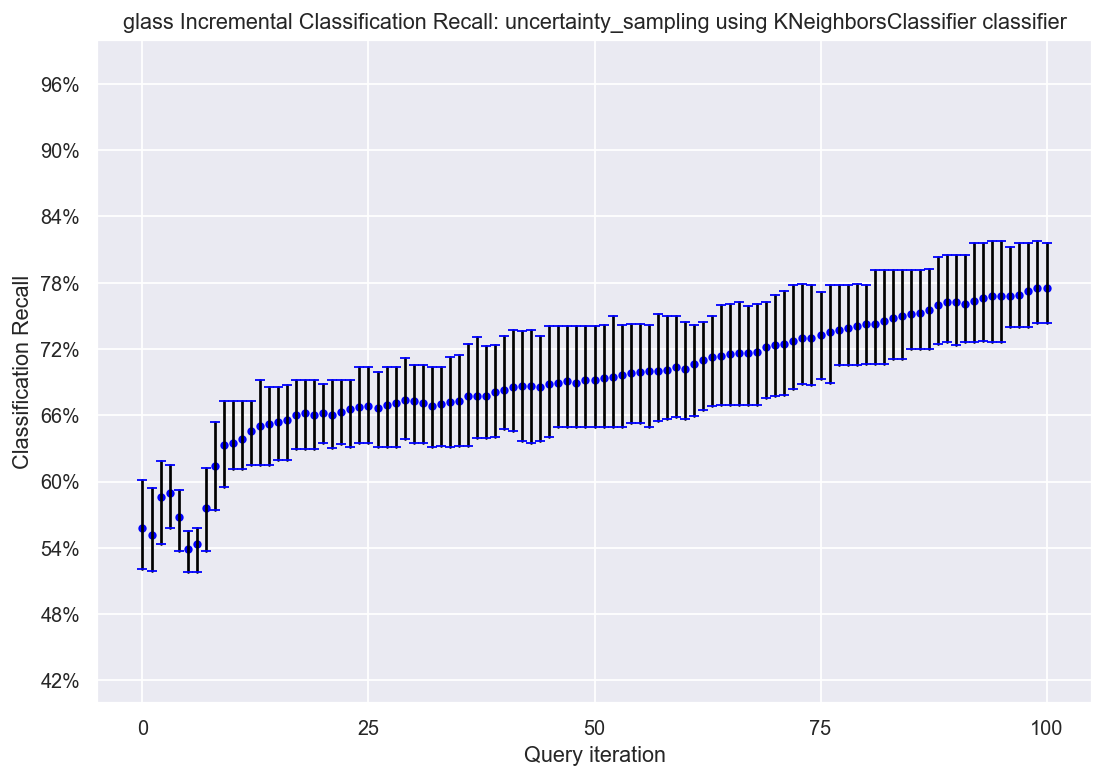 glass Incremental Classification Recall: uncertainty_sampling using KNeighborsClassifier classifier
96%
90%
84%
78%
72%
66%
60%
54%
48%
42%
Classification Recall
0 25 50 75 100
Query iteration